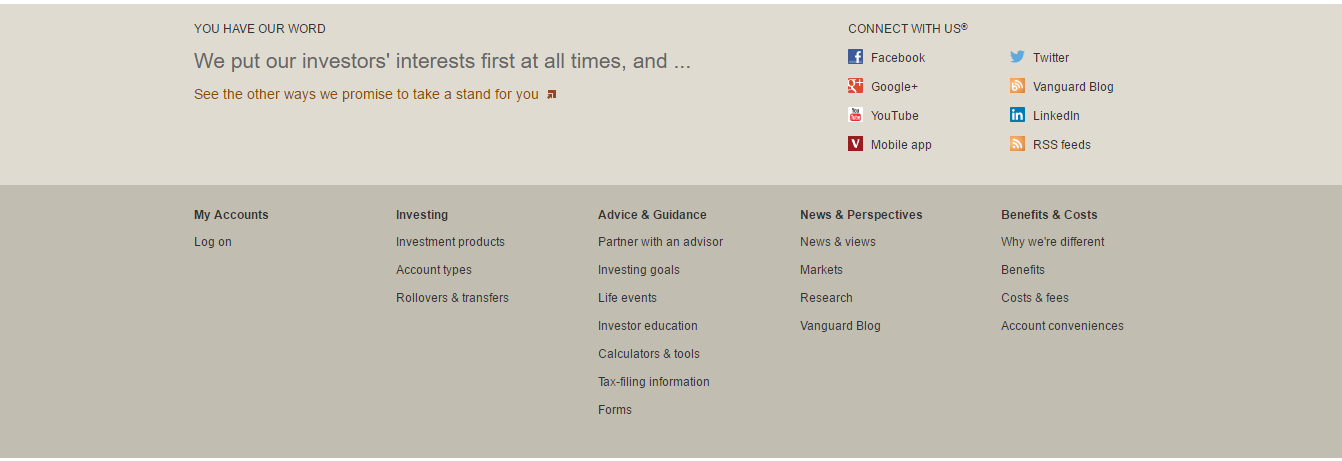 YOU HAVE OUR WORD
We put our investors' interests first at all times, and ...
See the other ways we promise to take a stand for you
CONNECT WITH US®
Facebook
Twitter
Google+
Vanguard Blog
YouTube
LinkedIn
Mobile app
RSS feeds
My Accounts
Log on
Investing
Investment products
Account types
Rollovers & transfers
Advice & Guidance
Partner with an advisor
Investing goals
Life events
Investor education
Calculators & tools
Tax-filing information
Forms
News & Perspectives
News & views
Markets
Research
Vanguard Blog
Benefits & Costs
Why we're different
Benefits
Costs & fees
Account conveniences